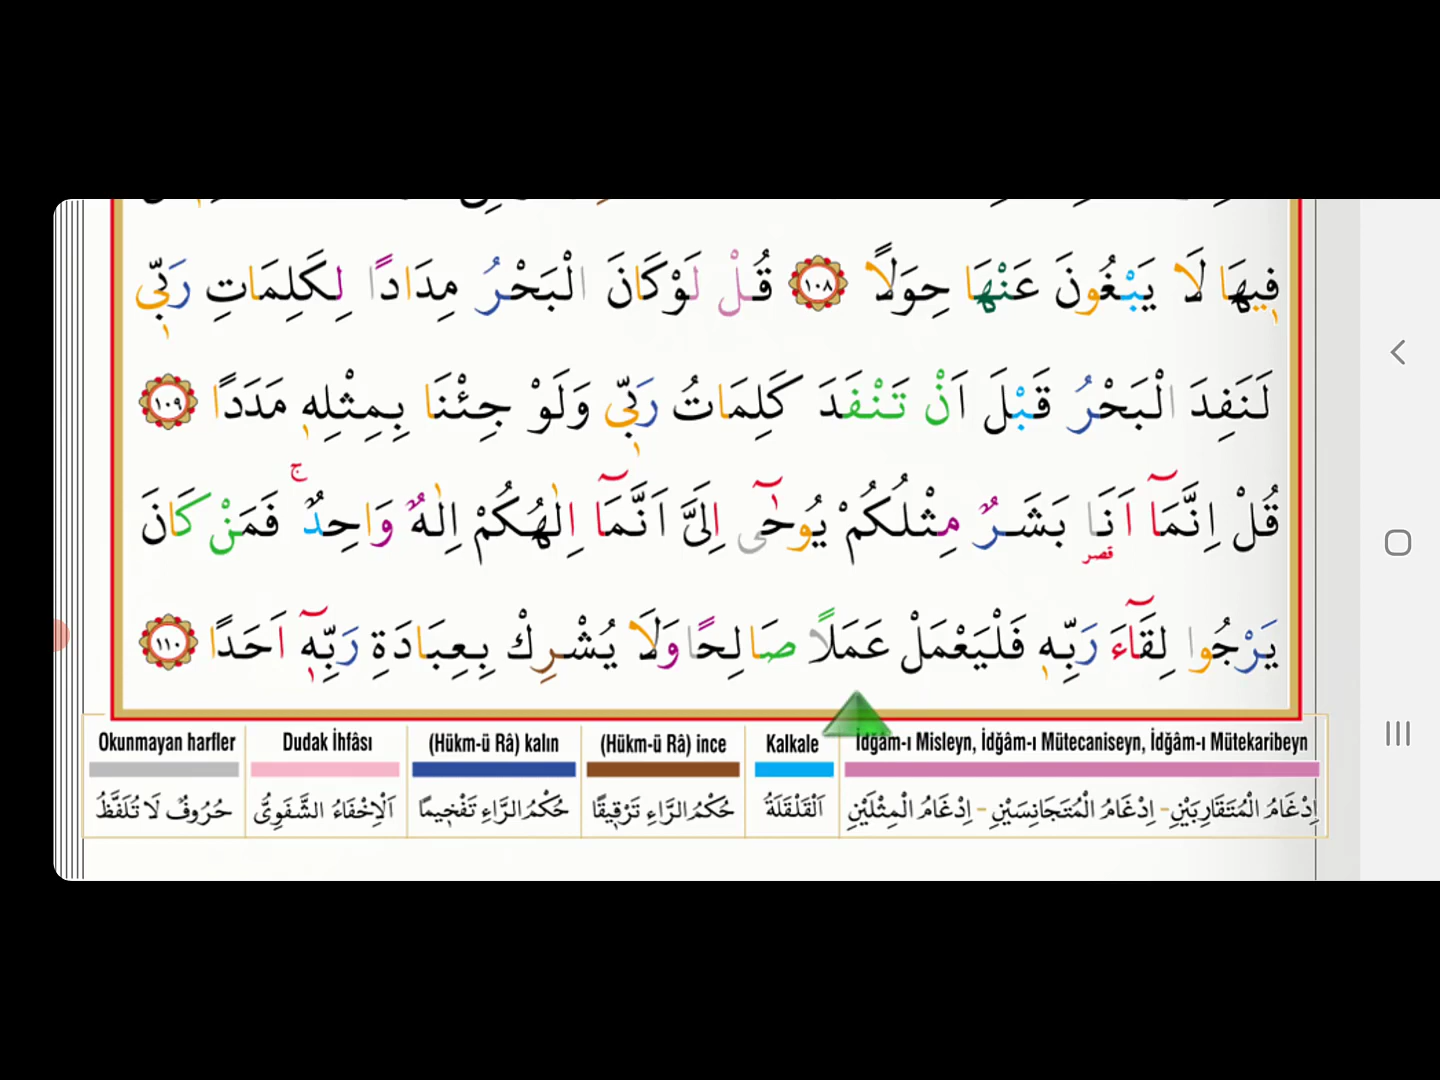 فِيهَا لَا يَبْغُونَ عَنْهَا حِوَلًا ﴿١٠٨﴾ قُلْ لَوْ كَانَ الْبَحْرُ مِدَادًا لِكَلِمَاتِ رَبّٖي
لَنَفِدَ الْبَحْرُ قَبْلَ اَنْ تَنْفَدَ كَلِمَاتُ رَبّٖي وَلَوْ جِئْنَا بِمِثْلِهٖ مَدَدًا ﴿١٠٩﴾
قُلْ اِنَّمَٓا اَنَا۬ قصر بَشَرٌ مِثْلُكُمْ يُوحٰٓى اِلَيَّ اَنَّمَٓا اِلٰهُكُمْ اِلٰهٌ وَاحِدٌۚ فَمَنْ كَانَ
يَرْجُوا لِقَٓاءَ رَبِّهٖ فَلْيَعْمَلْ عَمَلًا صَالِحًا وَلَا يُشْرِكْ بِعِبَادَةِ رَبِّهٖٓ اَحَدًا ﴿١١٠﴾
Okunmayan harfler Dudak İhfâsı (Hükm-ü Râ) kalın (Hükm-ü Râ) ince Kalkale İdğâm-ı Misleyn, İdğâm-ı Mütecaniseyn, İdğâm-ı Mütekaribeyn
حُرُوفٌ لَا تُلَفَّظُ اَلْاِخْفَاءُ الشَّفَوِىُّ حُكْمُ الرَّاءِ تَفْخٖيمًا حُكْمُ الرَّاءِ تَرْقٖيقًا اَلْقَلْقَلَةُ اِدْغَامُ الْمُتَقَارِبَيْنِ - اِدْغَامُ الْمُتَجَانِسَيْنِ - اِدْغَامُ الْمِثْلَيْنِ